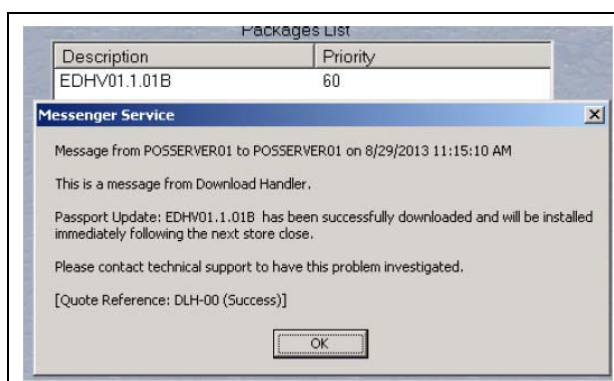 Packages List
Description Priority
EDHV01.1.01B 60
Messenger Service
Message from POSSERVER01 to POSSERVER01 on 8/29/2013 11:15:10 AM
This is a message from Download Handler.
Passport Update: EDHV01.1.01B has been successfully downloaded and will be installed
immediately following the next store close.
Please contact technical support to have this problem investigated.
[Quote Reference: DLH-00 (Success)]
OK